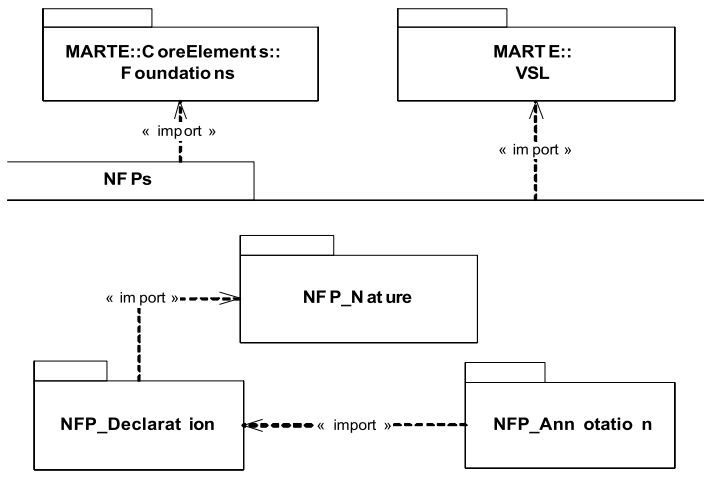 MARTE::CoreElements::
Foundations
MARTE::
VSL
« import »
« import »
NFPs
NFP_Nature
« import »
NFP_Declaration
« import »
NFP_Annotation